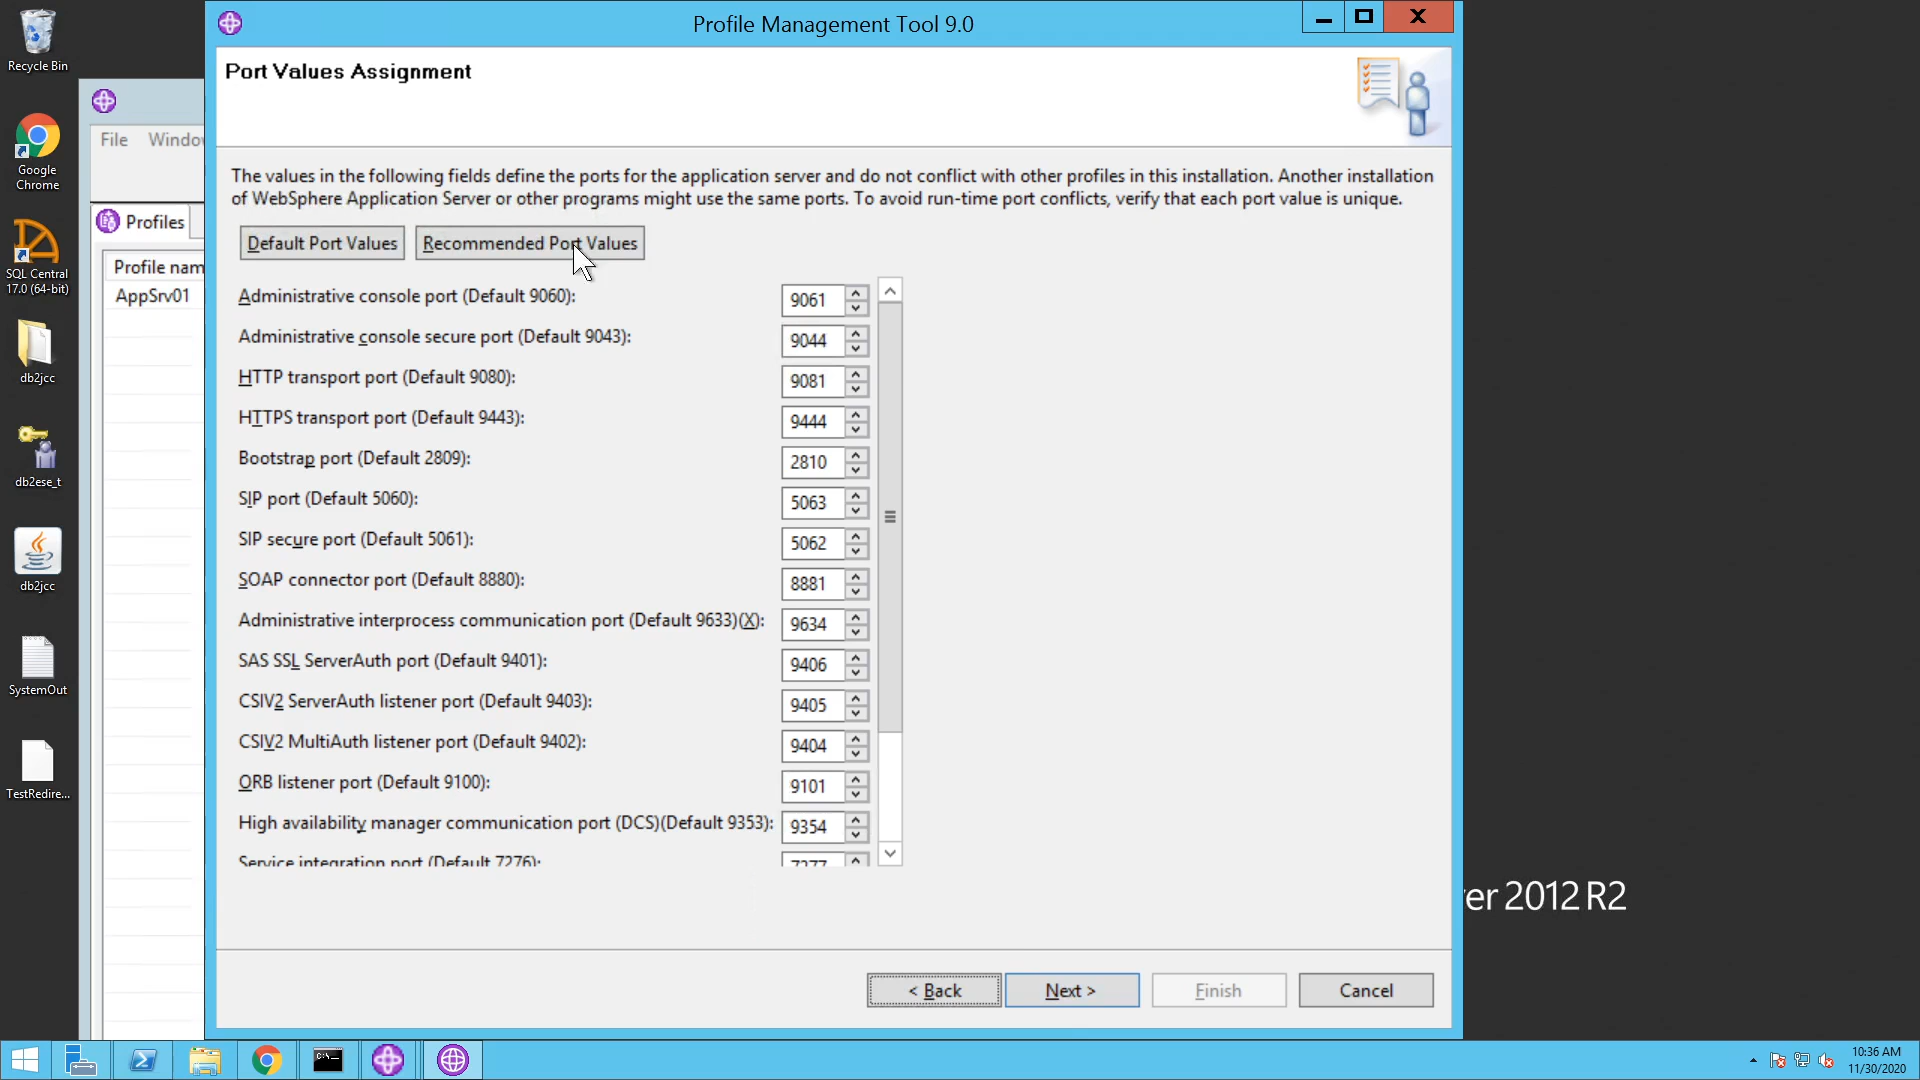 Recycle Bin
Google
Chrome
SQL Central
17.0 (64-bit)
db2jcc
db2ese_t
db2jcc
SystemOut
TestRedire...
File
Profiles
Profile nam
AppSrv01
Profile Management Tool 9.0
Port Values Assignment
The values in the following fields define the ports for the application server and do not conflict with other profiles in this installation. Another installation
of WebSphere Application Server or other programs might use the same ports. To avoid run-time port conflicts, verify that each port value is unique.
Default Port Values Recommended Port Values
Administrative console port (Default 9060): 9061
Administrative console secure port (Default 9043): 9044
HTTP transport port (Default 9080): 9081
HTTPS transport port (Default 9443): 9444
Bootstrap port (Default 2809): 2810
SIP port (Default 5060): 5063
SIP secure port (Default 5061): 5062
SOAP connector port (Default 8880): 8881
Administrative interprocess communication port (Default 9633)(X): 9634
SAS SSL ServerAuth port (Default 9401): 9406
CSIV2 ServerAuth listener port (Default 9403): 9405
CSIV2 MultiAuth listener port (Default 9402): 9404
ORB listener port (Default 9100): 9101
High availability manager communication port (DCS)(Default 9353): 9354
Service integration port (Default 7276): 7277
< Back Next > Finish Cancel
er 2012 R2
10:36 AM
11/30/2020